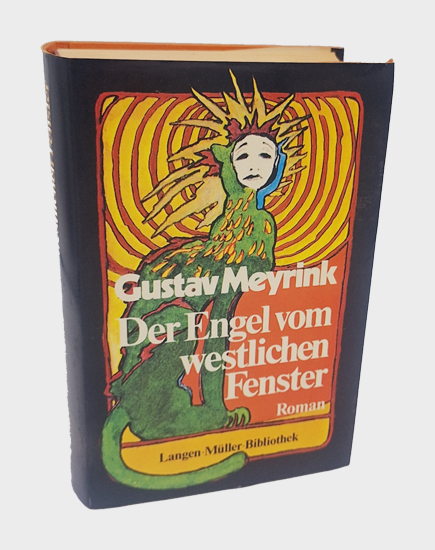 Gustav Meyrink
Der Engel vom
westlichen
Fenster
Roman
Langen-Müller-Bibliothek